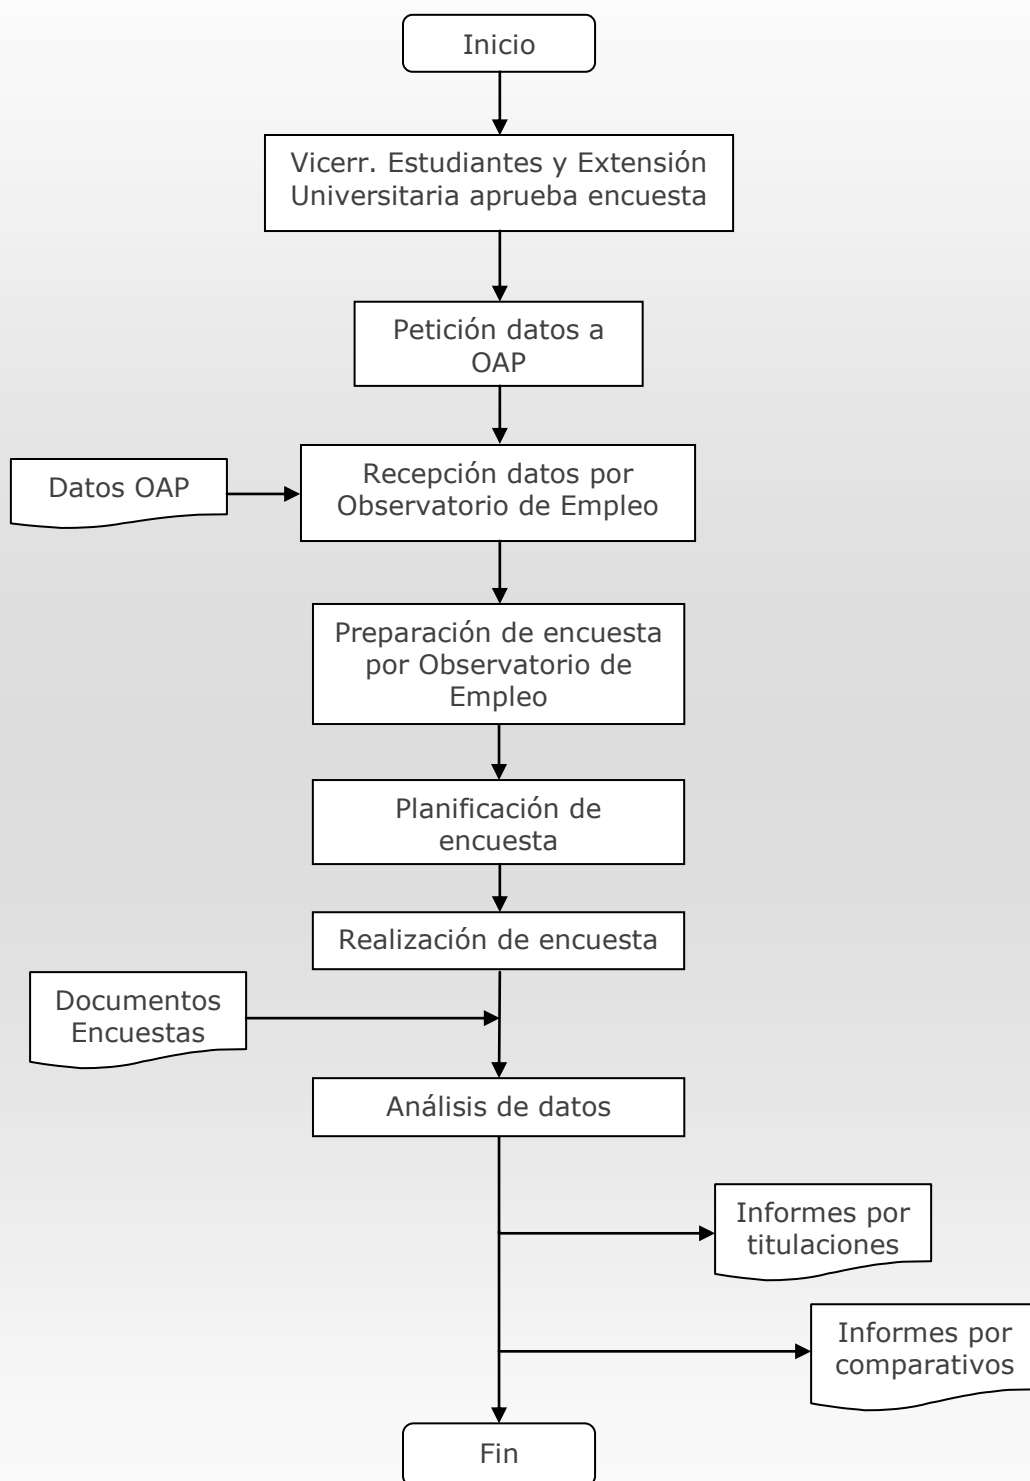 Inicio
Vicerr. Estudiantes y Extensión
Universitaria aprueba encuesta
Petición datos a
OAP
Datos OAP
Recepción datos por
Observatorio de Empleo
Preparación de encuesta
por Observatorio de
Empleo
Planificación de
encuesta
Realización de encuesta
Documentos
Encuestas
Análisis de datos
Informes por
titulaciones
Informes por
comparativos
Fin